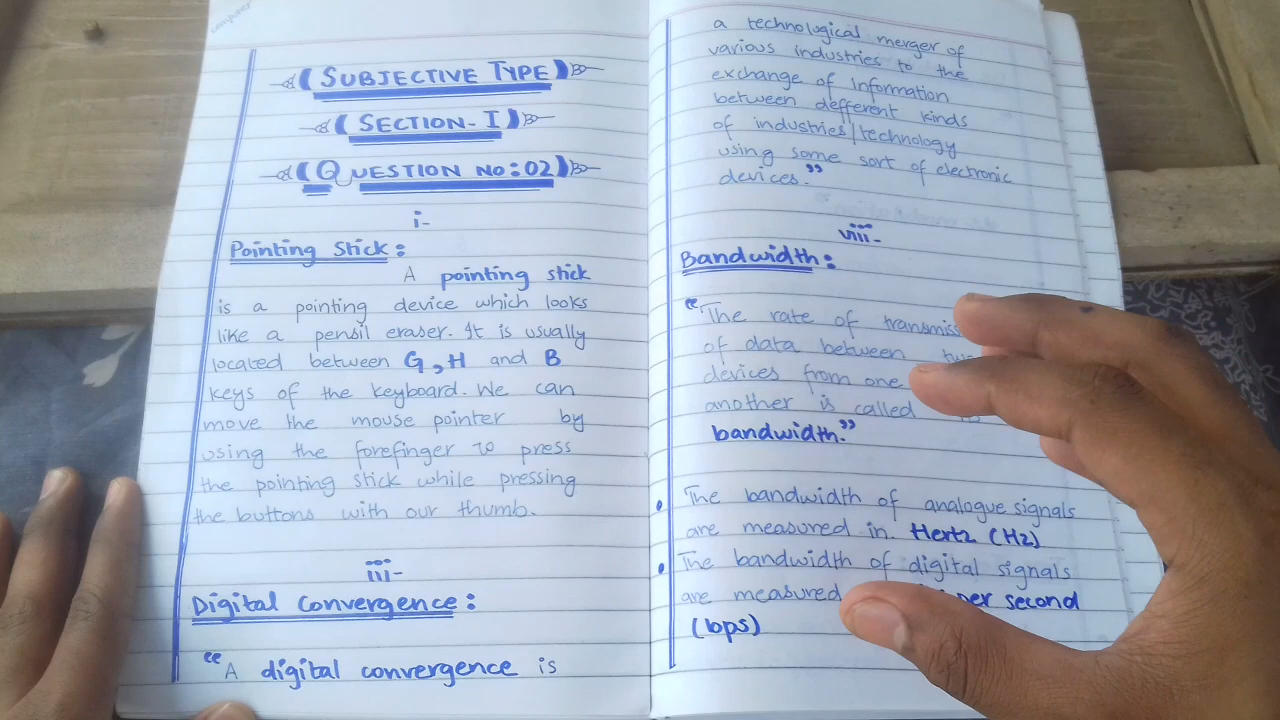 computer
SUBJECTIVE TYPE
SECTION-I
QUESTION NO:02
i-
Pointing Stick:
A pointing stick
is a pointing device which looks
like a pensil eraser. It is usually
located between G,H and B
keys of the keyboard. We can
move the mouse pointer by
using the forefinger to press
the pointing stick while pressing
the buttons with our thumb.
iii-
Digital Convergence:
"A digital convergence is
a technological merger of
various industries to the
exchange of Information
between defferent kinds
of industries/technology
using some sort of electronic
devices."
viii-
Bandwidth:
"The rate of
of data between
devices from one
another is called
bandwidth."
• The bandwidth of analogue signals
are measured in Hertz (Hz)
• The bandwidth of digital signals
are measured per second
(bps)